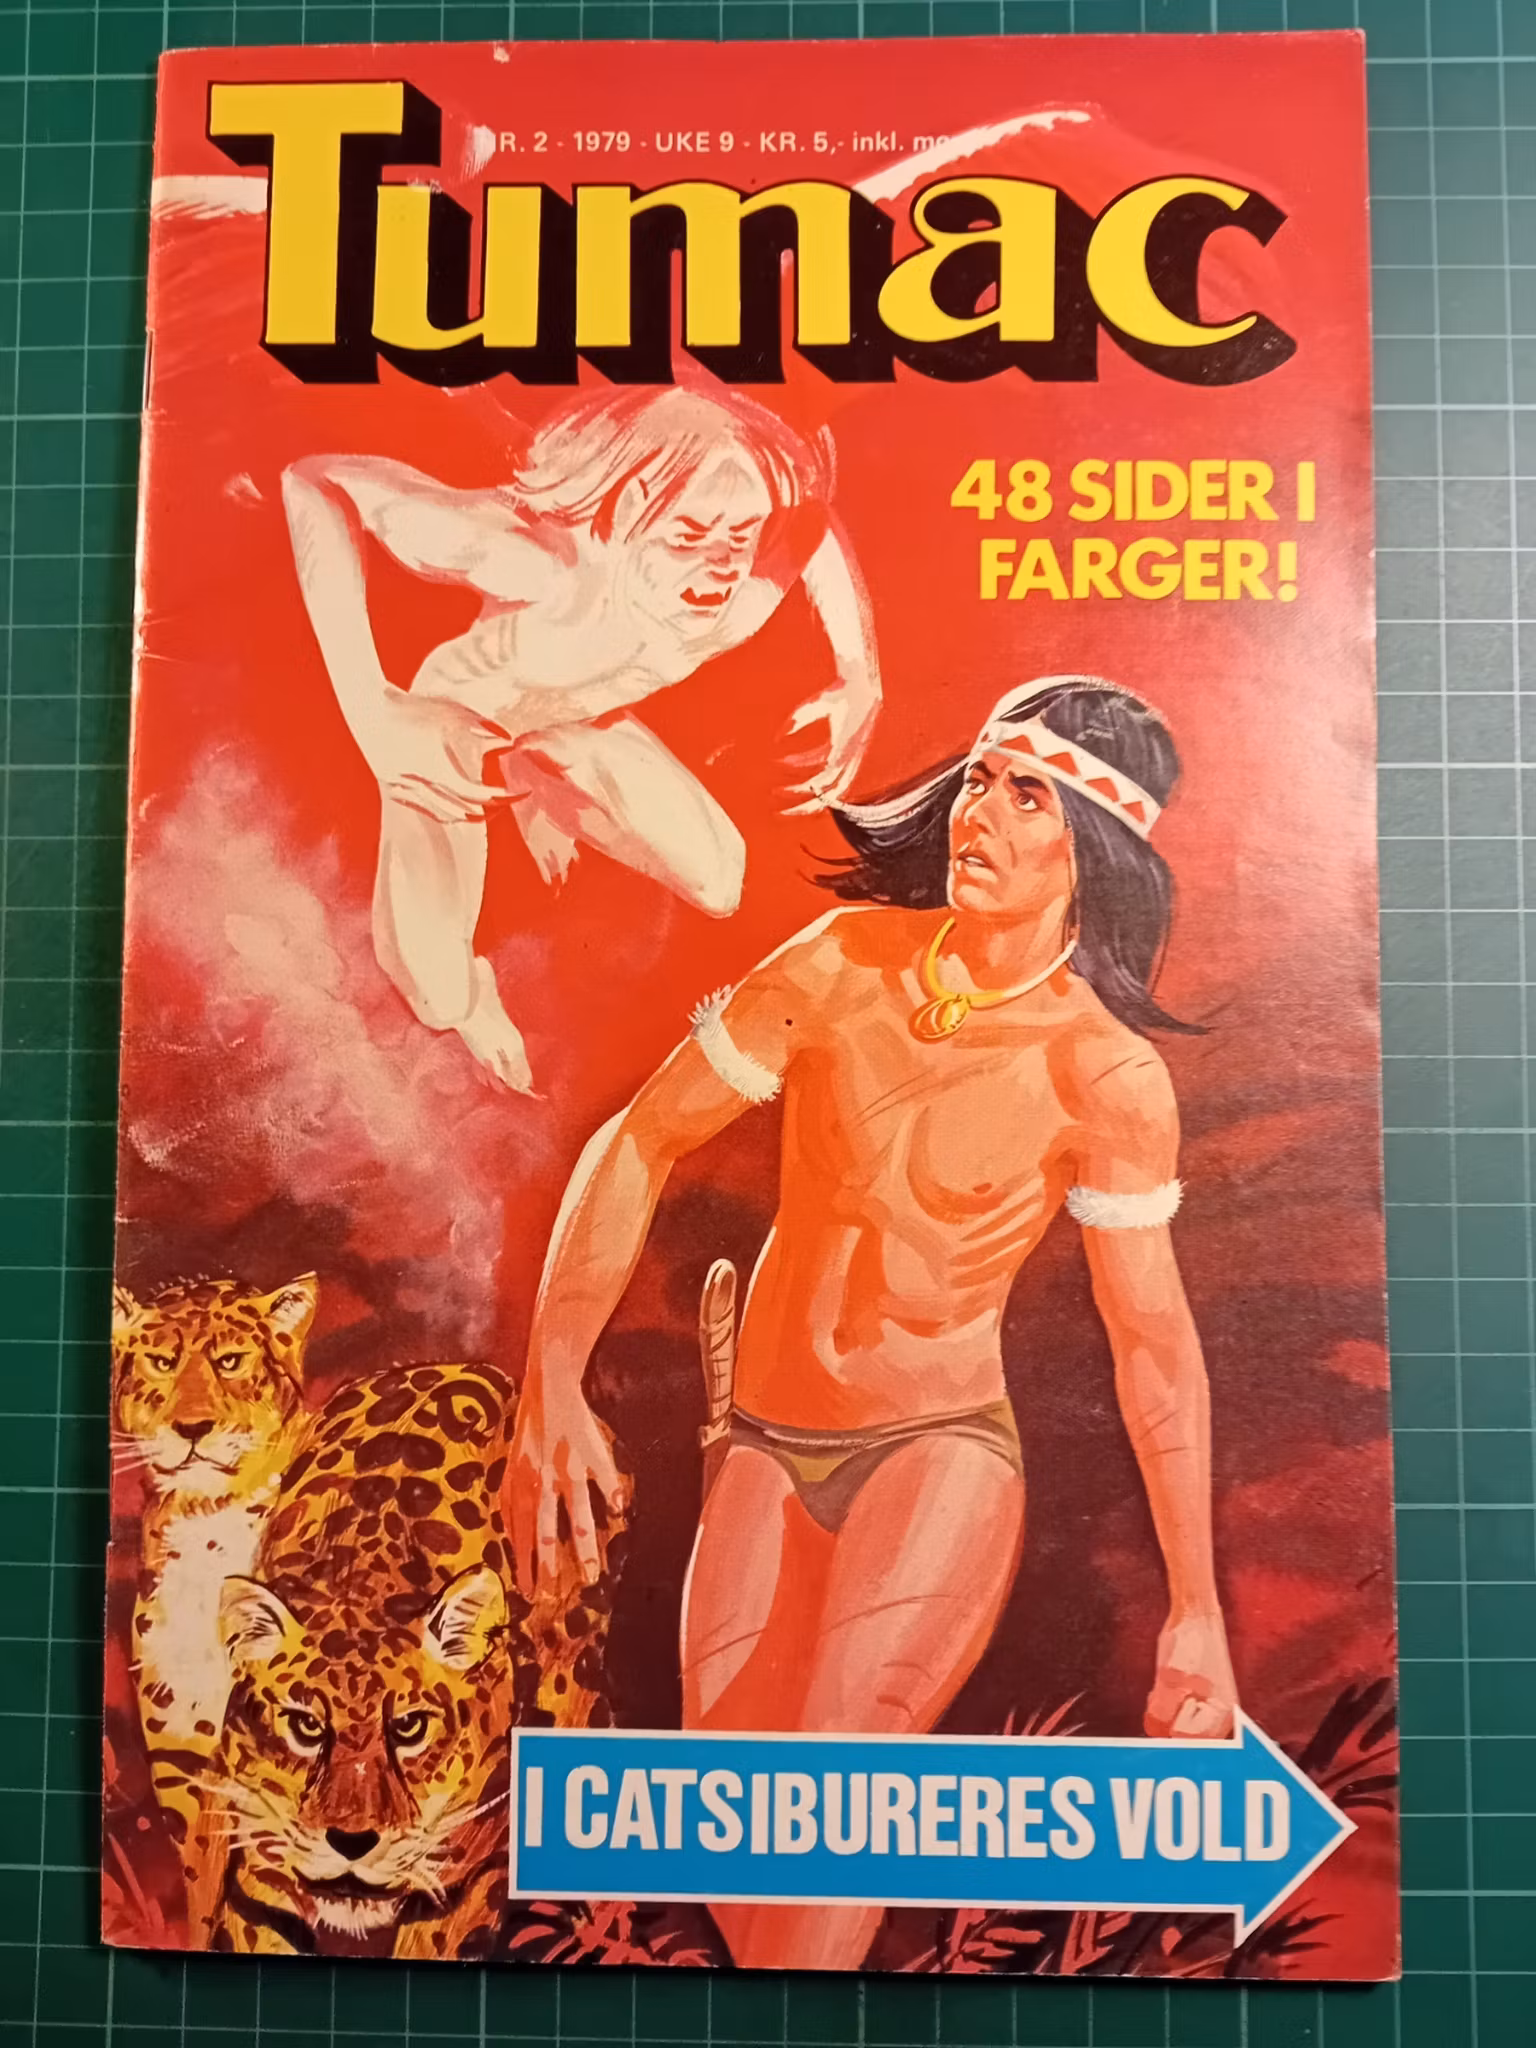 NR. 2 - 1979 - UKE 9 - KR. 5,- inkl.
Tumac
48 SIDER I
FARGER!
I CATSIBURERES VOLD